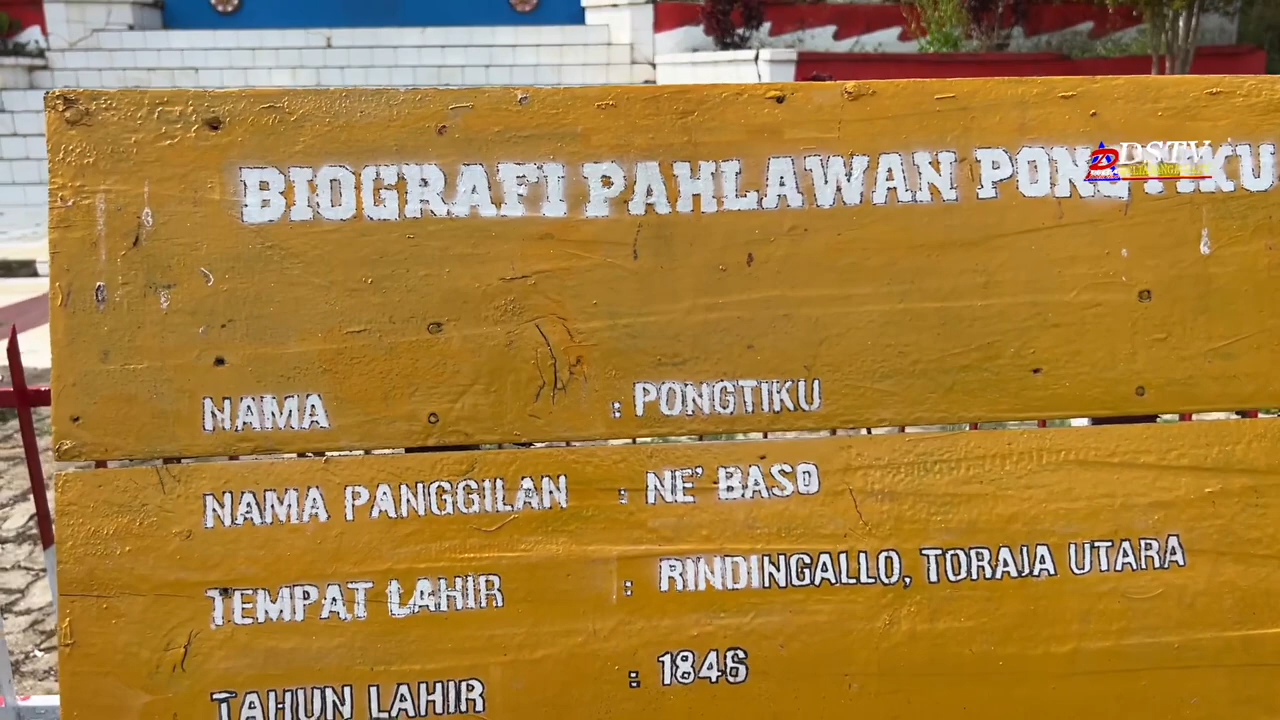 BIOGRAFI PAHLAWAN PONGTIKU
DSTV
NAMA : PONGTIKU
NAMA PANGGILAN : NE' BASO
TEMPAT LAHIR : RINDINGALLO, TORAJA UTARA
TAHUN LAHIR : 1846